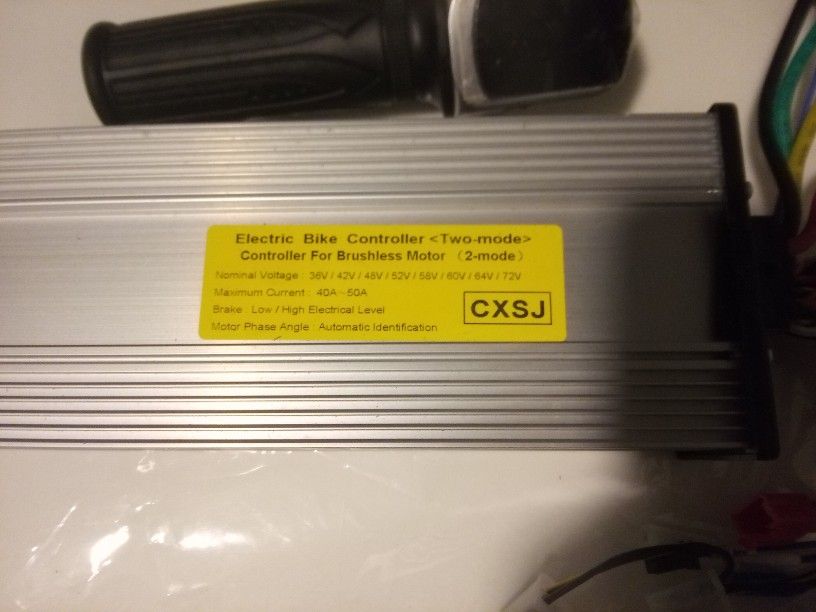 Electric Bike Controller <Two-mode>
Controller For Brushless Motor （2-mode）
Nominal Voltage : 36V / 42V / 48V / 52V / 58V / 60V / 64V / 72V
Maximum Current : 40A～50A
Brake : Low / High Electrical Level
CXSJ
Motor Phase Angle : Automatic Identification